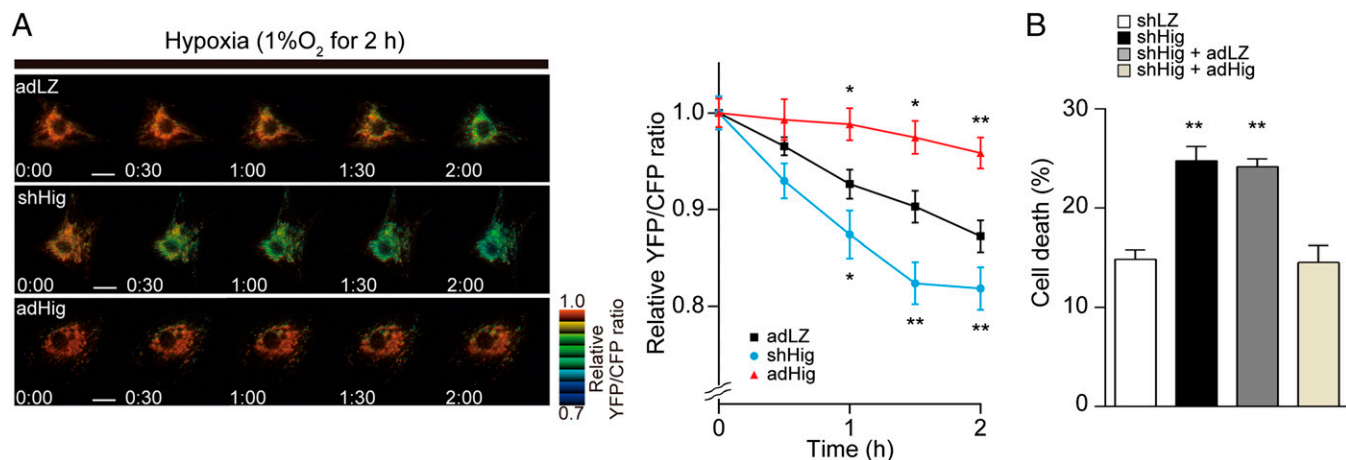 A
Hypoxia (1%O₂ for 2 h)
adLZ
0:00 0:30 1:00 1:30 2:00
shHig
0:00 0:30 1:00 1:30 2:00
adHig
0:00 0:30 1:00 1:30 2:00
1.0
0.7
Relative
YFP/CFP ratio
Relative YFP/CFP ratio
1.0
0.9
0.8
* * **
* ** **
adLZ
shHig
adHig
0 1 2
Time (h)
B
shLZ
shHig
shHig + adLZ
shHig + adHig
Cell death (%)
30
20
10
0
** **